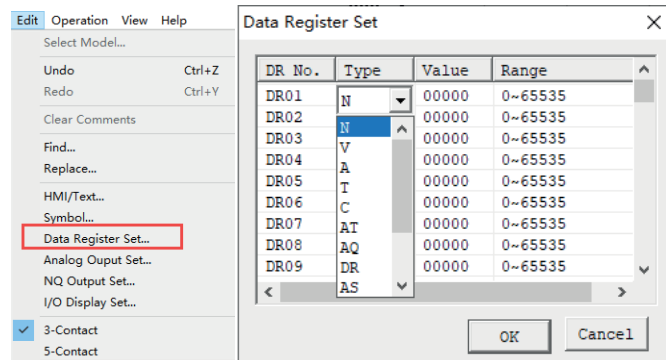 Edit Operation View Help
Select Model...
Undo Ctrl+Z
Redo Ctrl+Y
Clear Comments
Find...
Replace...
HMI/Text...
Symbol...
Data Register Set...
Analog Ouput Set...
NQ Output Set...
I/O Display Set...
3-Contact
5-Contact
Data Register Set
DR No. Type Value Range
DR01 N 00000 0~65535
DR02 N 00000 0~65535
DR03 V 00000 0~65535
DR04 A 00000 0~65535
DR05 T 00000 0~65535
DR06 C 00000 0~65535
DR07 AT 00000 0~65535
DR08 AQ 00000 0~65535
DR09 DR 00000 0~65535
AS
OK Cancel